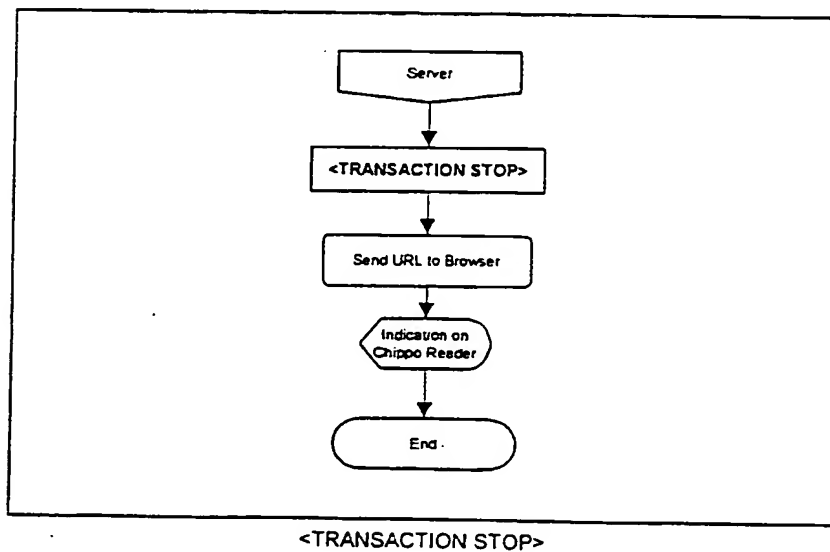 Server
<TRANSACTION STOP>
Send URL to Browser
Indication on
Chippo Reader
End
<TRANSACTION STOP>